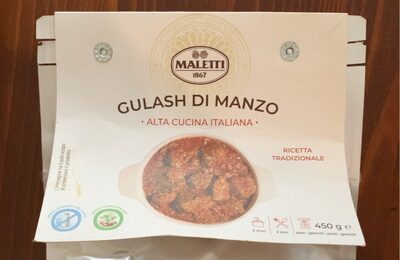 MALETTI
1867
GULASH DI MANZO
• ALTA CUCINA ITALIANA •
RICETTA
TRADIZIONALE
450 g e